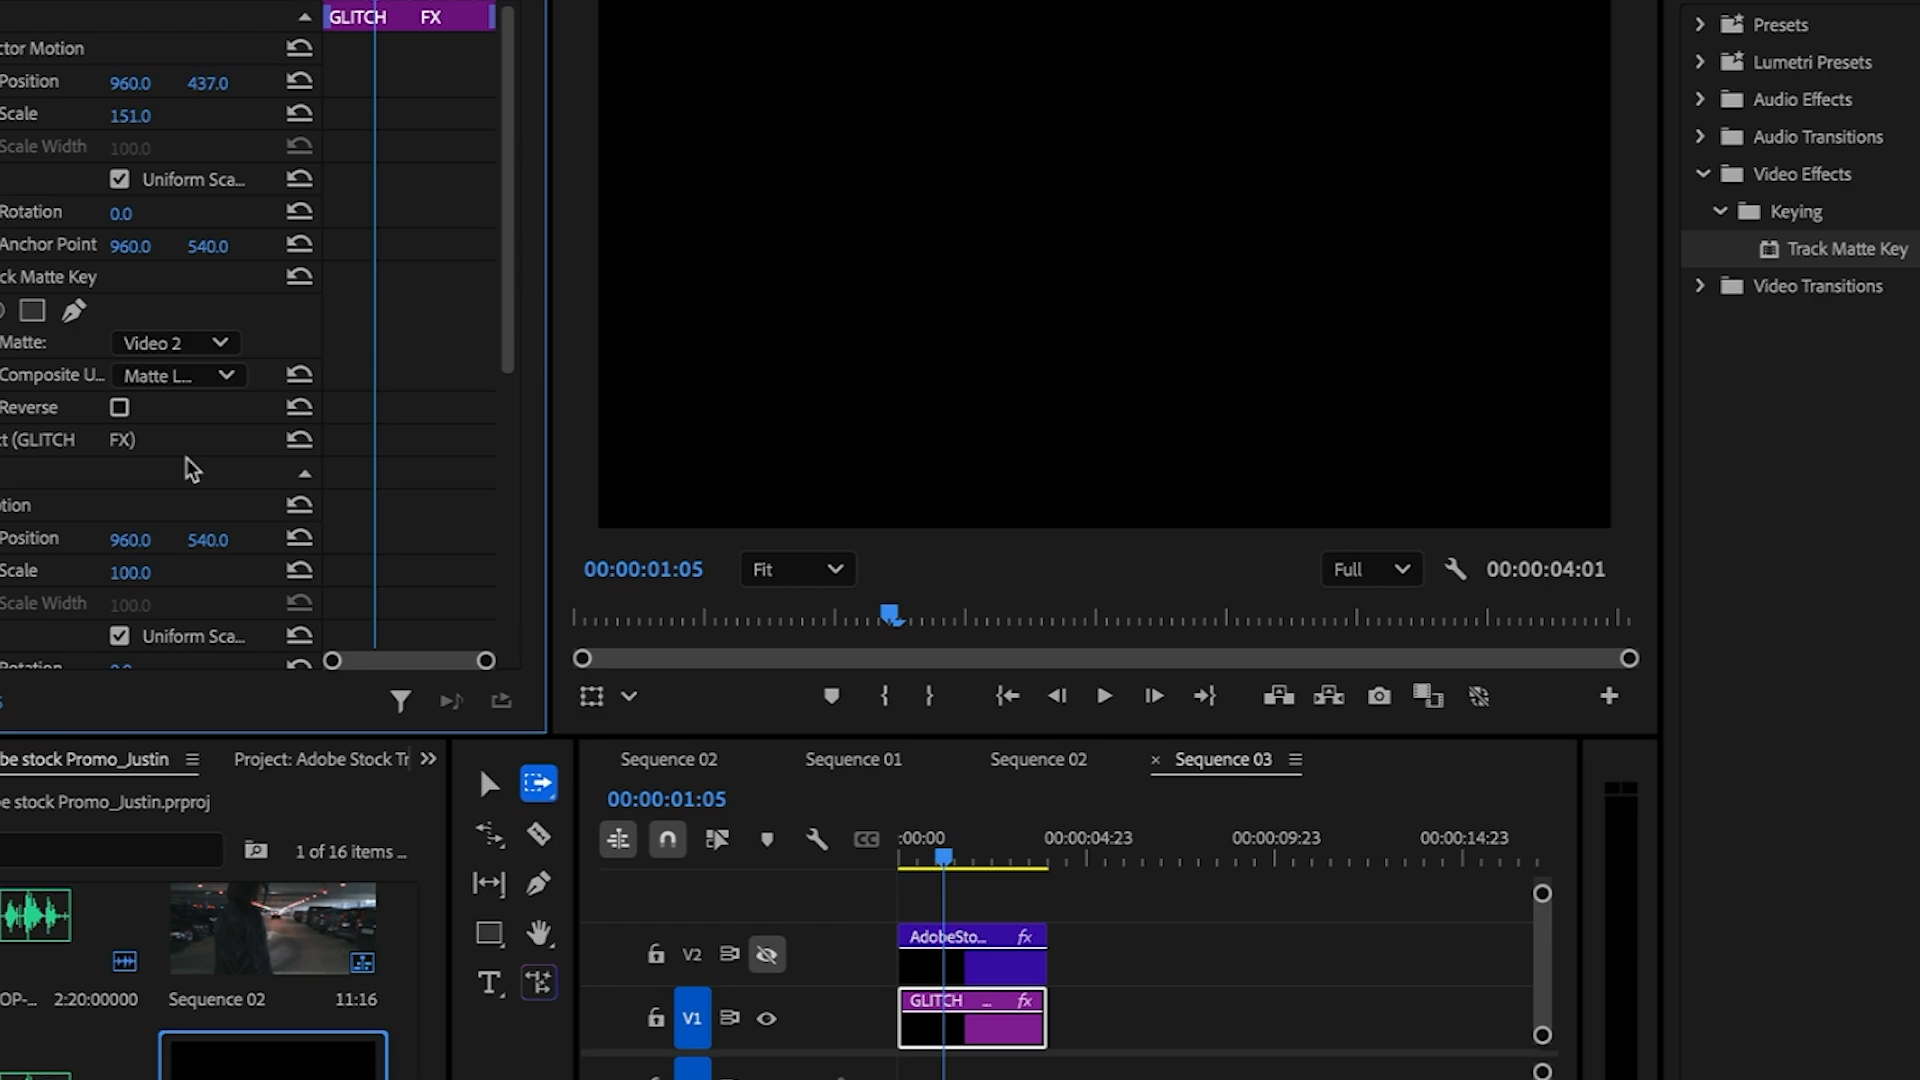 GLITCH FX
ctor Motion
Position 960.0 437.0
Scale 151.0
Scale Width 100.0
Uniform Sca...
Rotation 0.0
Anchor Point 960.0 540.0
ck Matte Key
Matte: Video 2
Composite U... Matte L...
Reverse
t (GLITCH FX)
tion
Position 960.0 540.0
Scale 100.0
Scale Width 100.0
Uniform Sca...
Rotation 0.0
00:00:01:05 Fit Full 00:00:04:01
Presets
Lumetri Presets
Audio Effects
Audio Transitions
Video Effects
Keying
Track Matte Key
Video Transitions
be stock Promo_Justin Project: Adobe Stock Tr
e stock Promo_Justin.prproj
1 of 16 items ...
OP-... 2:20:00000 Sequence 02 11:16
T
Sequence 02 Sequence 01 Sequence 02 × Sequence 03
00:00:01:05
CC :00:00 00:00:04:23 00:00:09:23 00:00:14:23
V2 AdobeSto... fx
V1 GLITCH ... fx